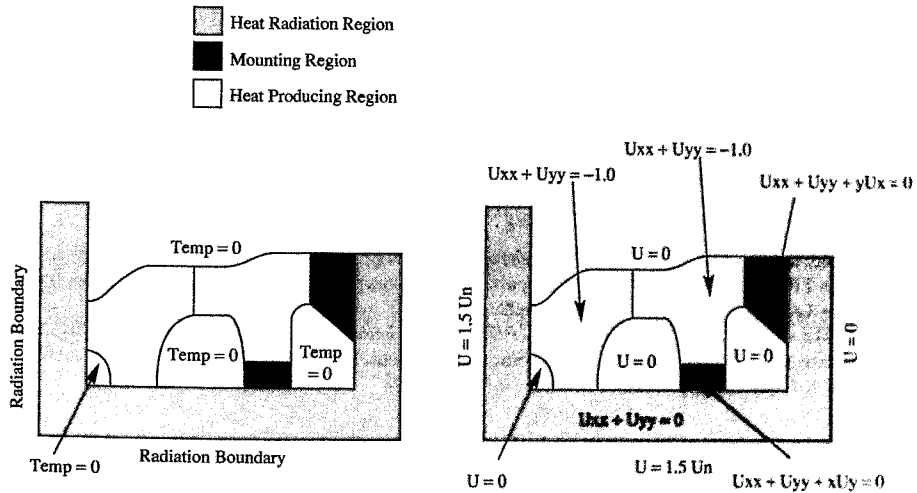 Heat Radiation Region
Mounting Region
Heat Producing Region
Temp = 0
Radiation Boundary
Temp = 0
Temp
= 0
Temp = 0
Radiation Boundary
Uxx + Uyy = -1.0
Uxx + Uyy = -1.0
Uxx + Uyy + yUx = 0
U = 0
U = 1.5 Un
U = 0
U = 0
U = 0
Uxx + Uyy = 0
U = 0
U = 1.5 Un
Uxx + Uyy + xUy = 0